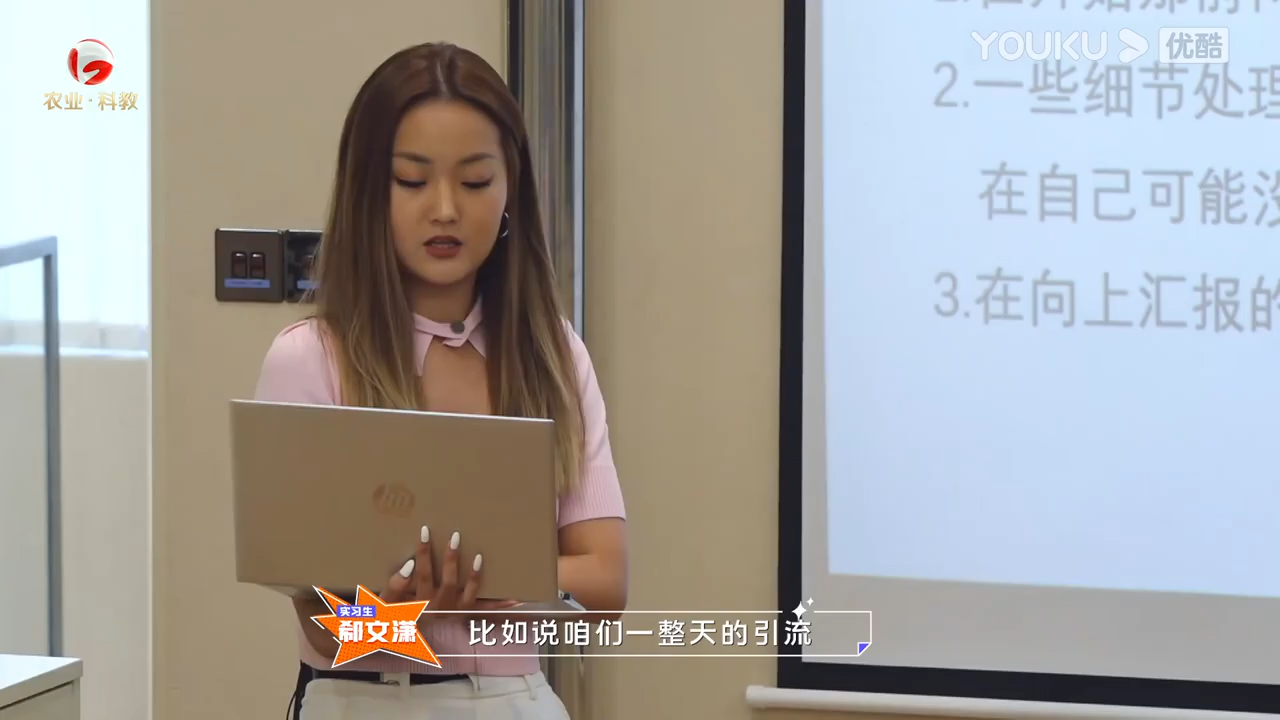 农业·科教
YOUKU 优酷
2.一些细节处理
在自己可能没
3.在向上汇报的
hp
实习生
郗文潇
比如说咱们一整天的引流